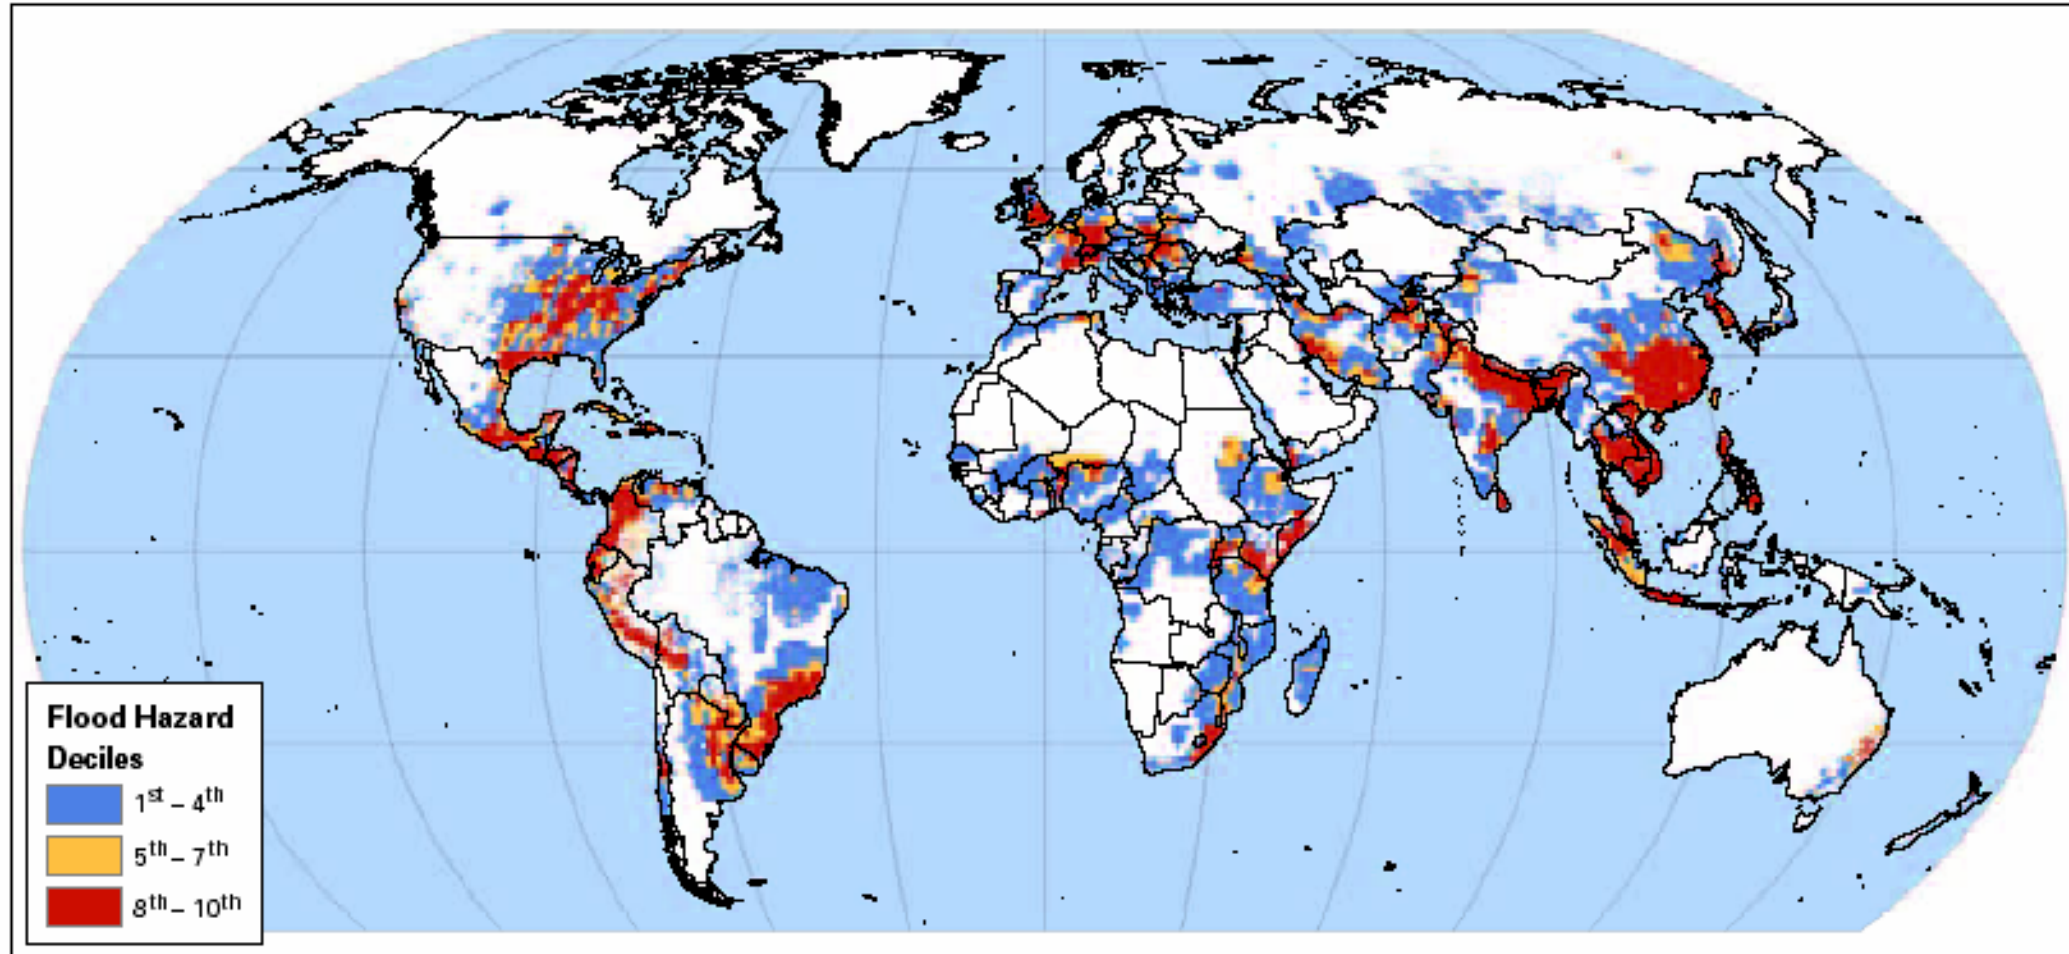 Flood Hazard
Deciles
1st – 4th
5th – 7th
8th – 10th